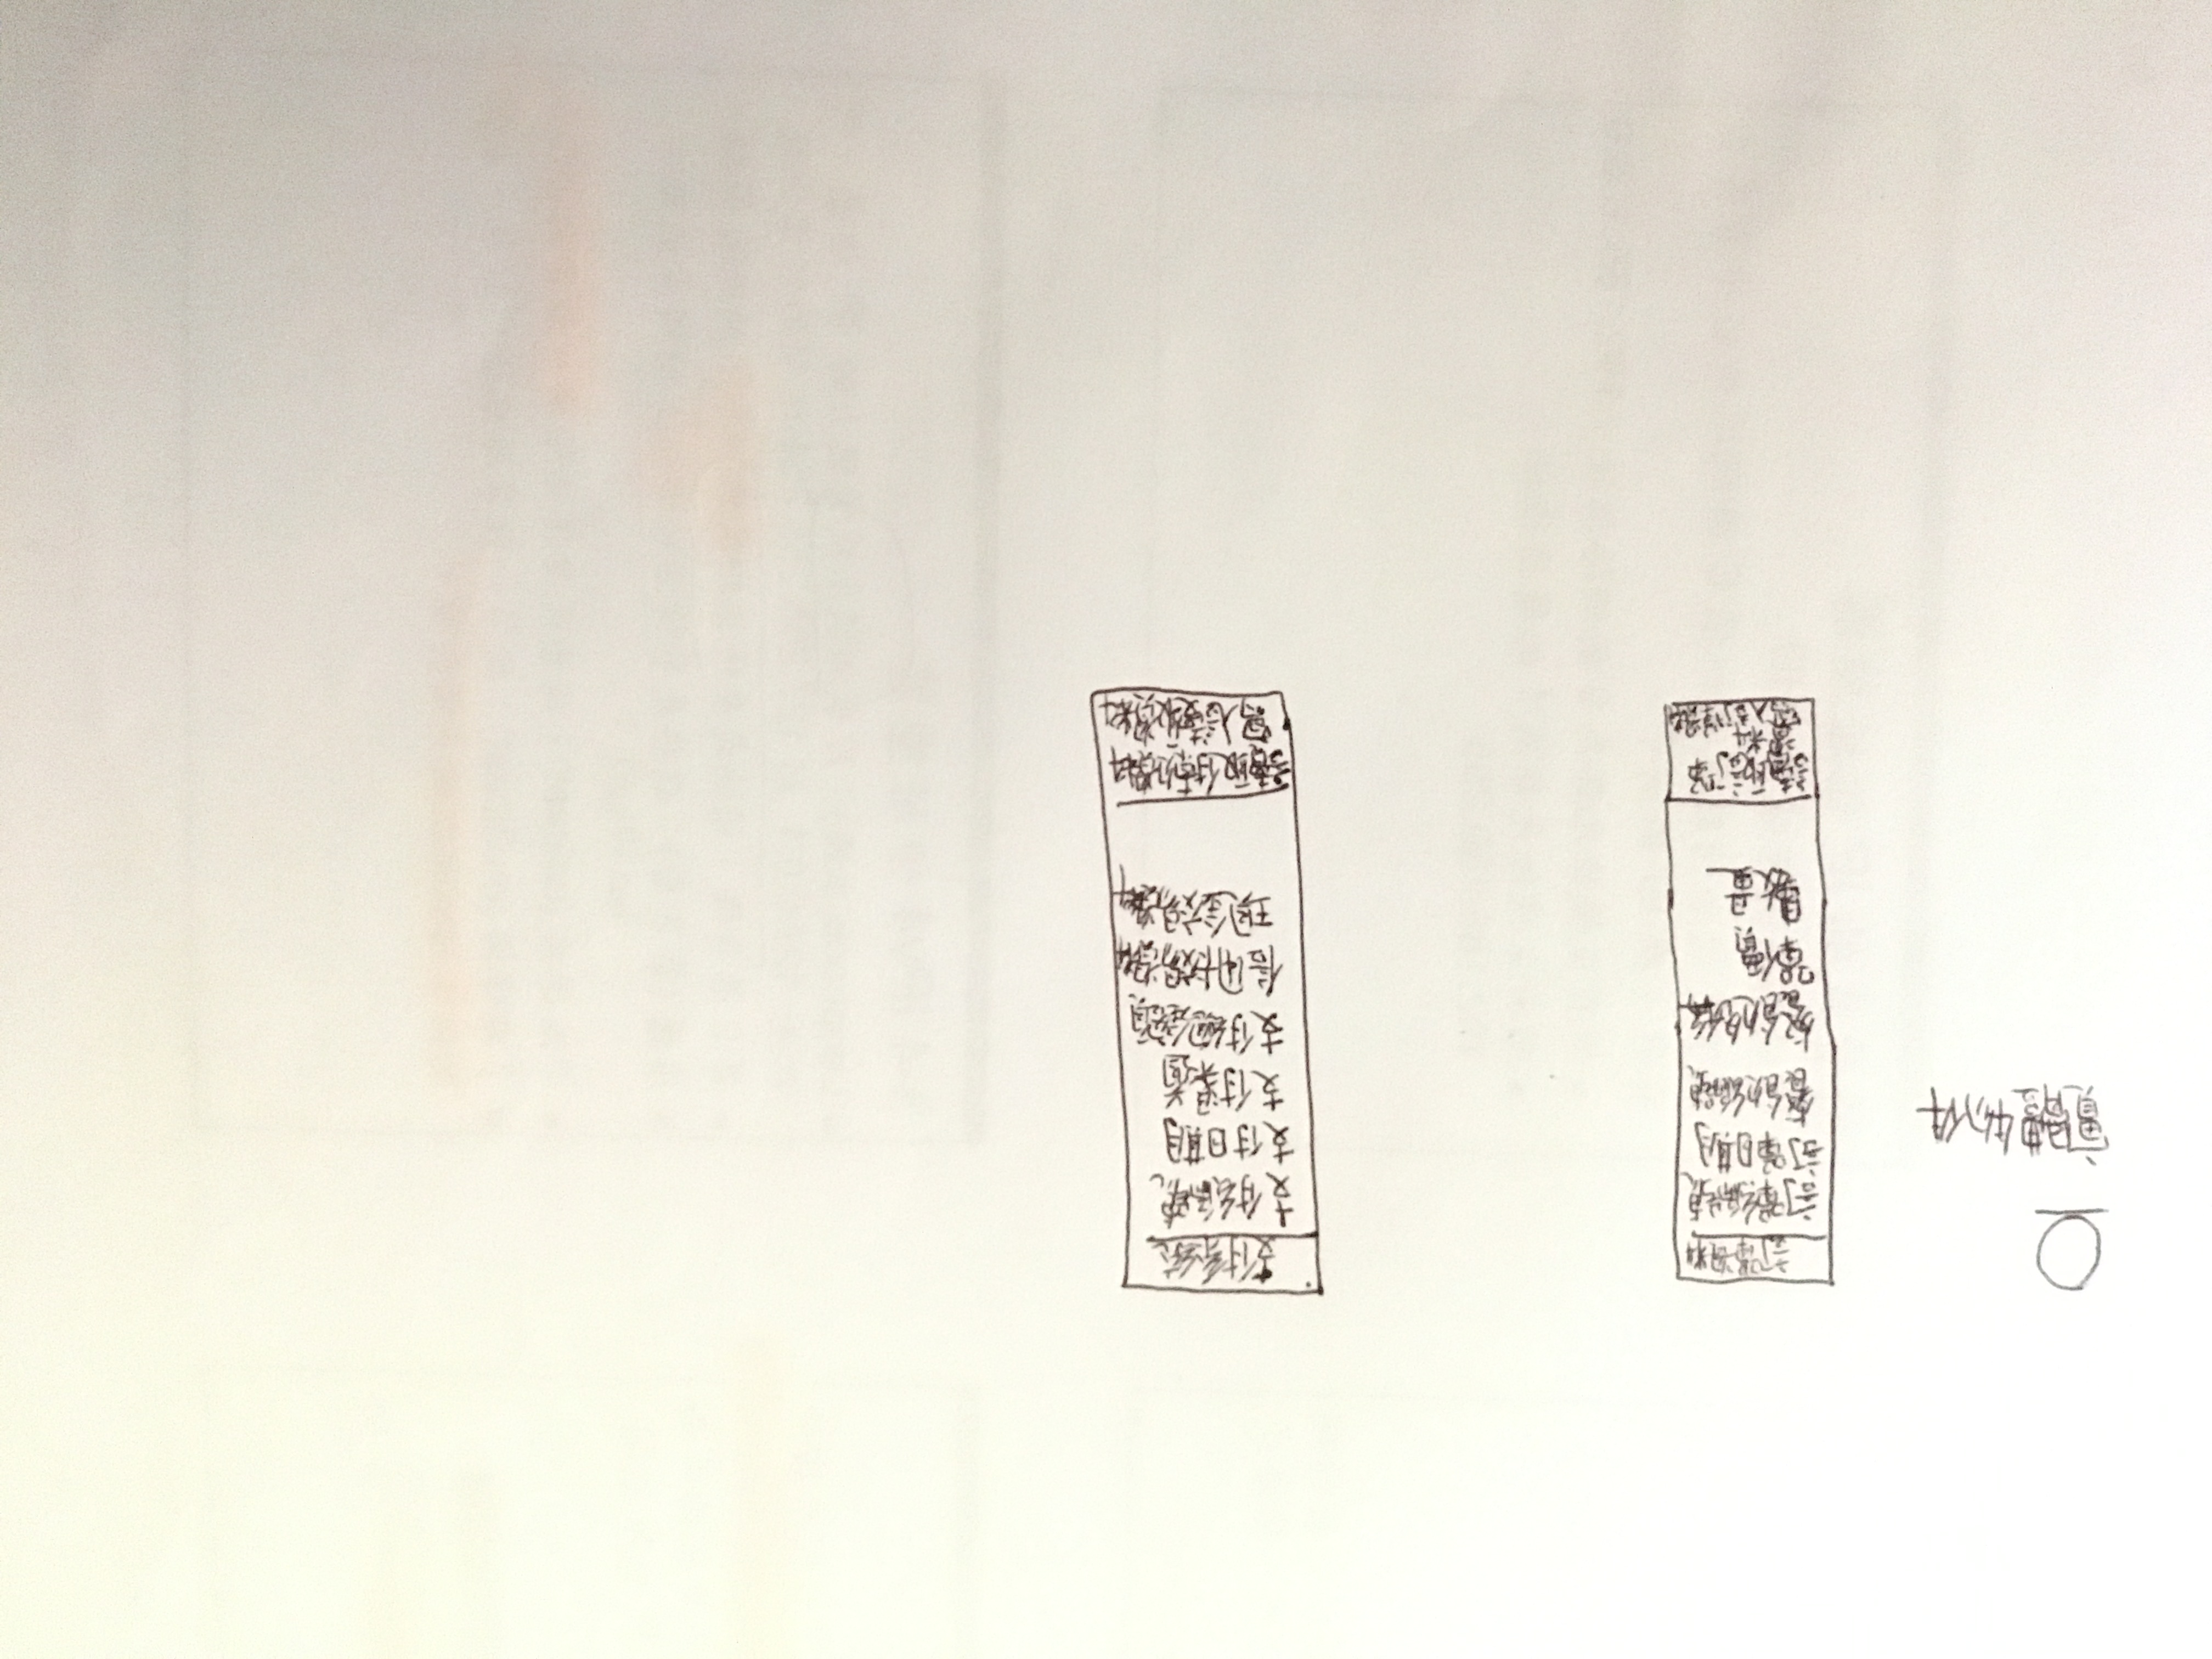 實體物件
訂單資料
訂單編號
訂單日期
餐飲編號
餐飲名稱
單價
數量
讀取訂單
資料
寫入訂單資料
支付系統
支付編號
支付日期
支付渠道
支付總金額
信用卡交易資料
現金交易資料
讀取付款資料
寫入讀取資料